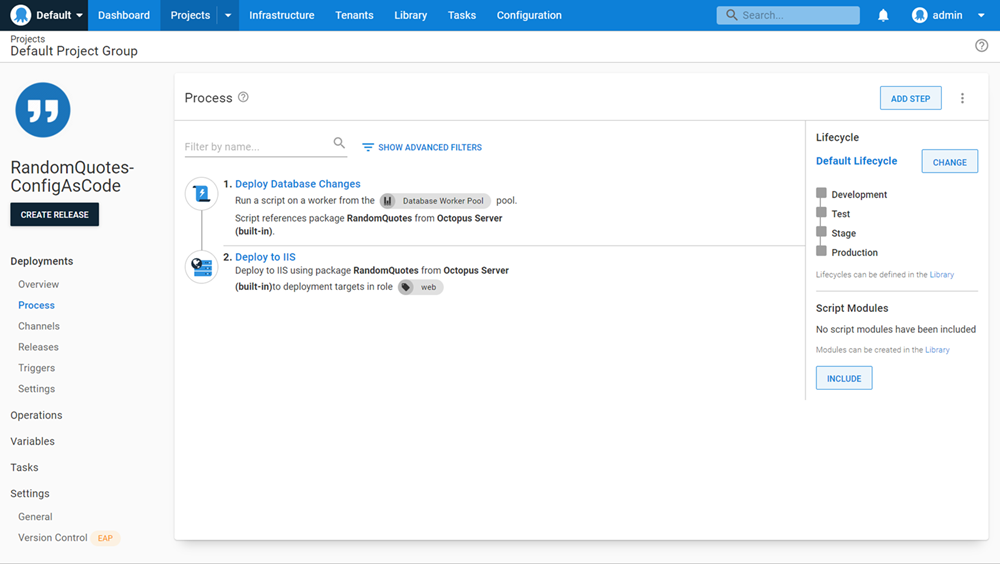 Default Dashboard Projects Infrastructure Tenants Library Tasks Configuration Search... admin
Projects
Default Project Group
RandomQuotes-
ConfigAsCode
CREATE RELEASE
Deployments
Overview
Process
Channels
Releases
Triggers
Settings
Operations
Variables
Tasks
Settings
General
Version Control EAP
Process
ADD STEP
Filter by name...
SHOW ADVANCED FILTERS
1. Deploy Database Changes
Run a script on a worker from the Database Worker Pool pool.
Script references package RandomQuotes from Octopus Server
(built-in).
2. Deploy to IIS
Deploy to IIS using package RandomQuotes from Octopus Server
(built-in)to deployment targets in role web
Lifecycle
Default Lifecycle CHANGE
Development
Test
Stage
Production
Lifecycles can be defined in the Library
Script Modules
No script modules have been included
Modules can be created in the Library
INCLUDE